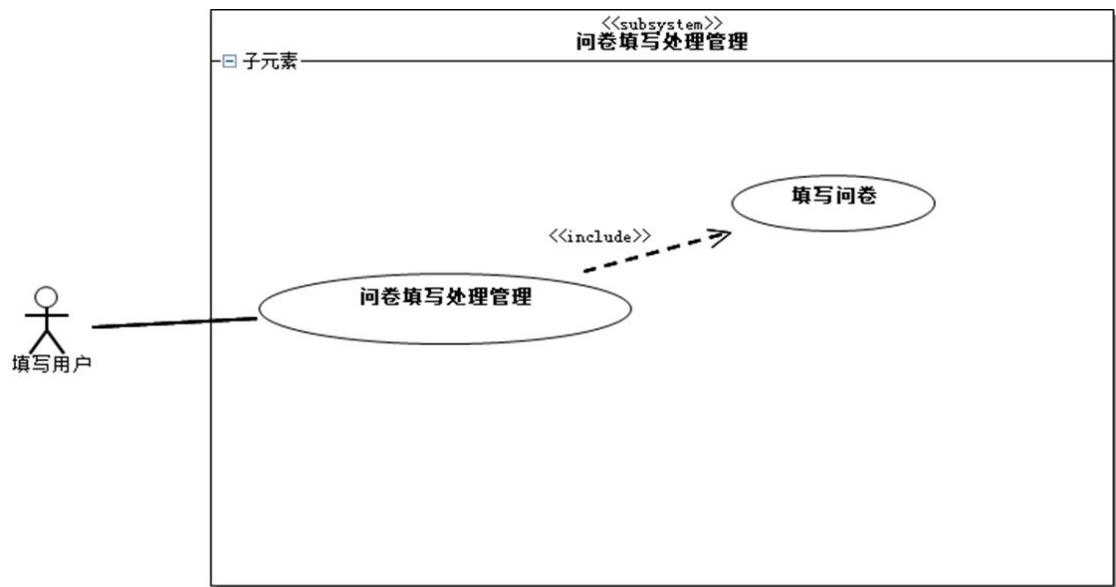 <<subsystem>>
问卷填写处理管理
子元素
填写问卷
<<include>>
问卷填写处理管理
填写用户